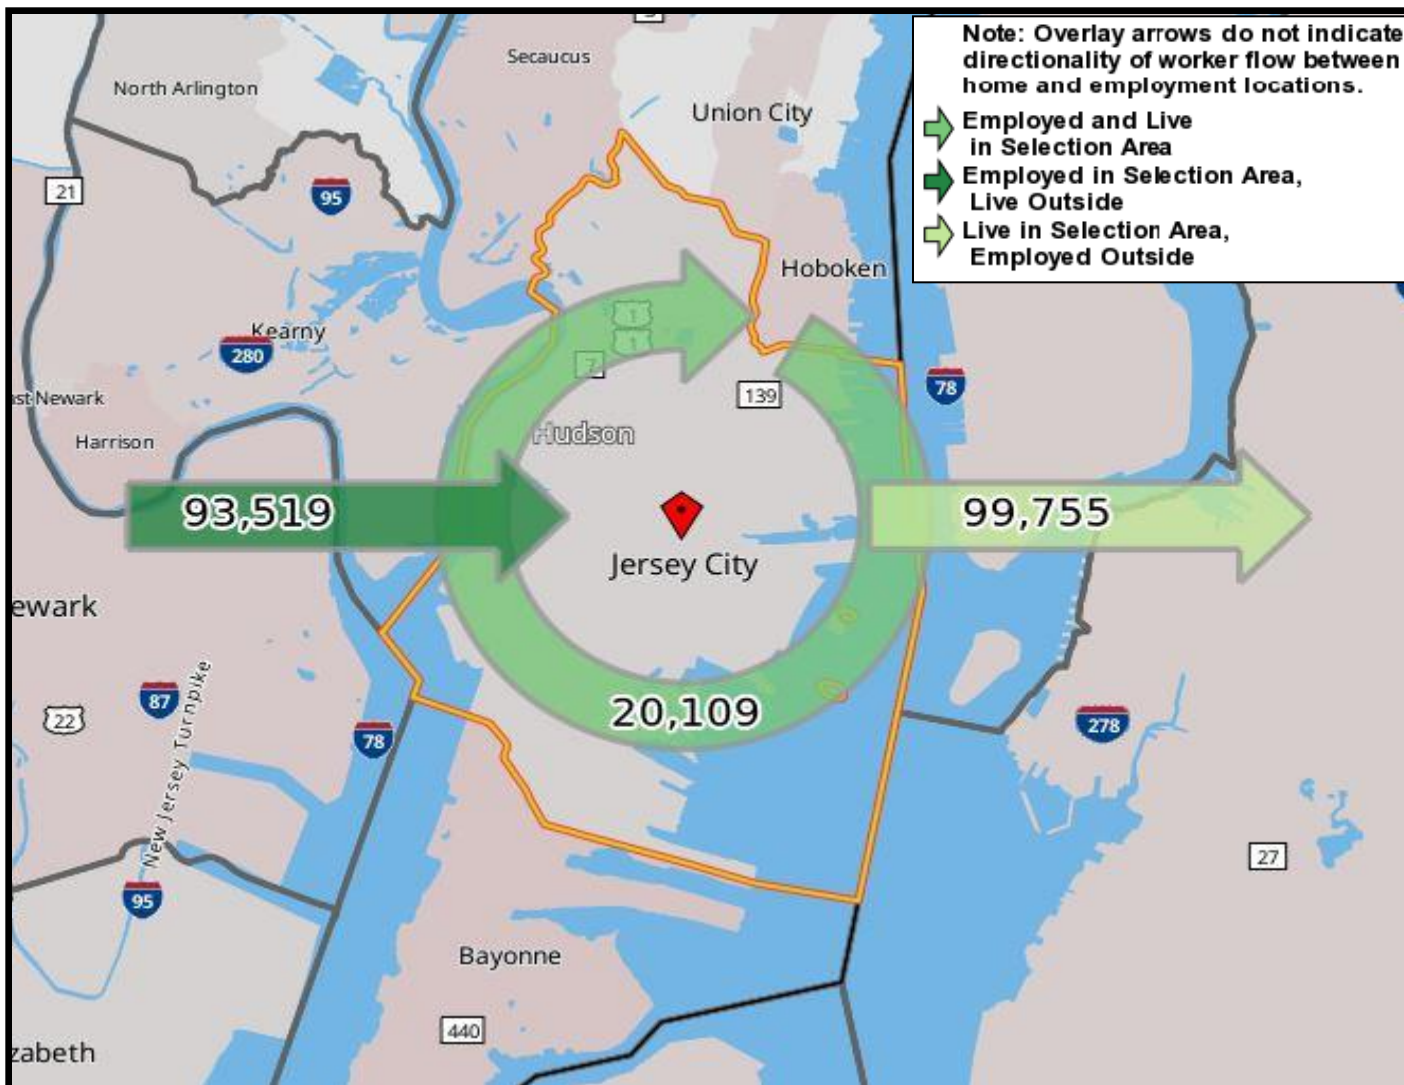 Note: Overlay arrows do not indicate
directionality of worker flow between
home and employment locations.
Employed and Live
in Selection Area
Employed in Selection Area,
Live Outside
Live in Selection Area,
Employed Outside
Secaucus
North Arlington
Union City
21
95
Hoboken
1
1
Kearny
280
7
139
78
st Newark
Harrison
Hudson
93,519
99,755
Jersey City
ewark
87
22
New Jersey Turnpike
78
20,109
278
27
95
Bayonne
440
zabeth